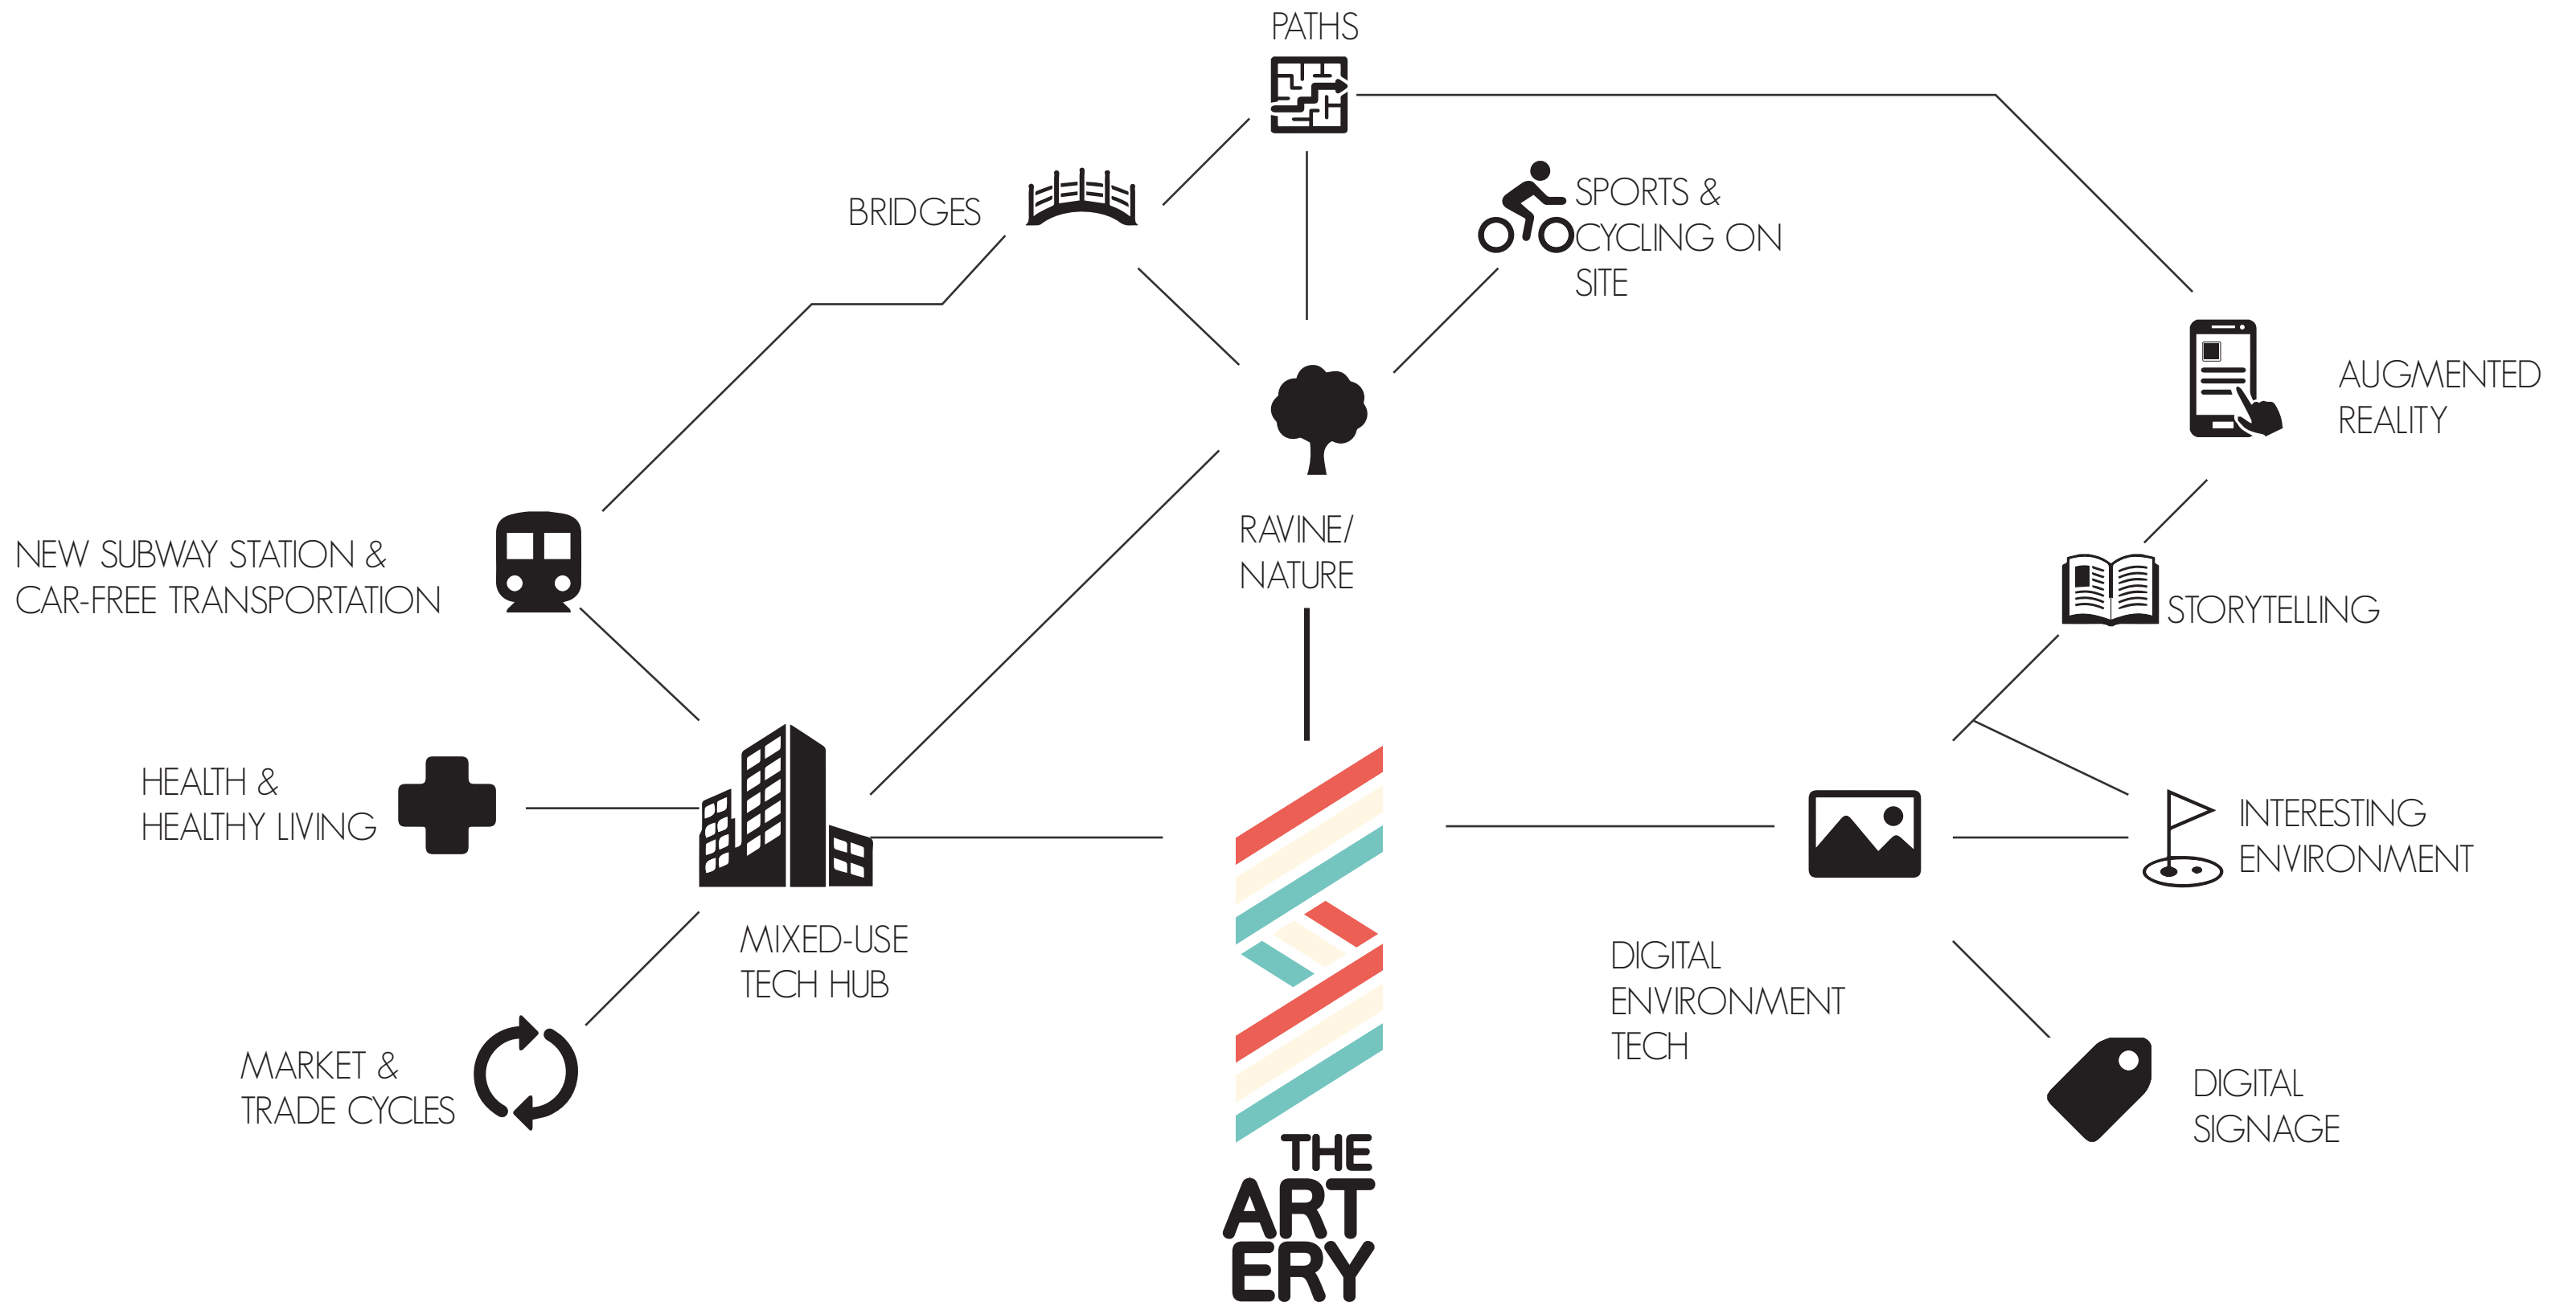 PATHS
BRIDGES
SPORTS &
CYCLING ON
SITE
AUGMENTED
REALITY
RAVINE/
NATURE
NEW SUBWAY STATION &
CAR-FREE TRANSPORTATION
STORYTELLING
HEALTH &
HEALTHY LIVING
INTERESTING
ENVIRONMENT
MIXED-USE
TECH HUB
DIGITAL
ENVIRONMENT
TECH
MARKET &
TRADE CYCLES
DIGITAL
SIGNAGE
THE
ART
ERY